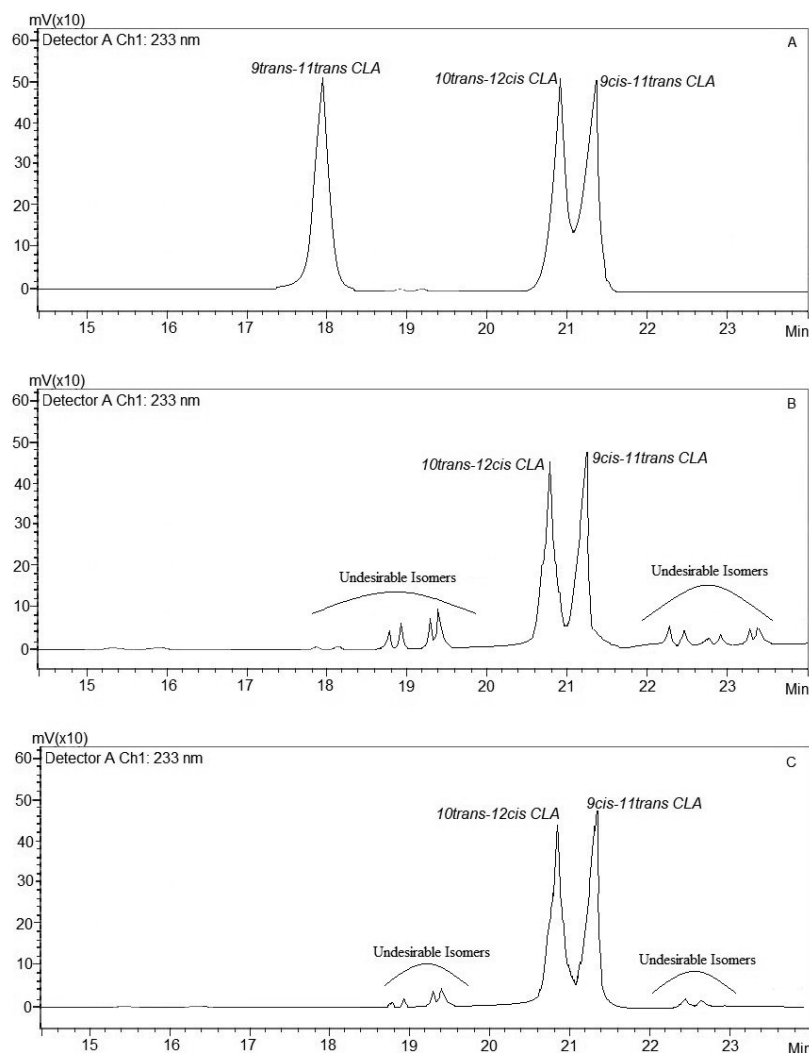 mV(x10)
Detector A Ch1: 233 nm
A
9trans-11trans CLA
10trans-12cis CLA
9cis-11trans CLA
60
50
40
30
20
10
0
15 16 17 18 19 20 21 22 23 Min
mV(x10)
Detector A Ch1: 233 nm
B
10trans-12cis CLA
9cis-11trans CLA
Undesirable Isomers
Undesirable Isomers
60
50
40
30
20
10
0
15 16 17 18 19 20 21 22 23 Min
mV(x10)
Detector A Ch1: 233 nm
C
10trans-12cis CLA
9cis-11trans CLA
Undesirable Isomers
Undesirable Isomers
60
50
40
30
20
10
0
15 16 17 18 19 20 21 22 23 Min